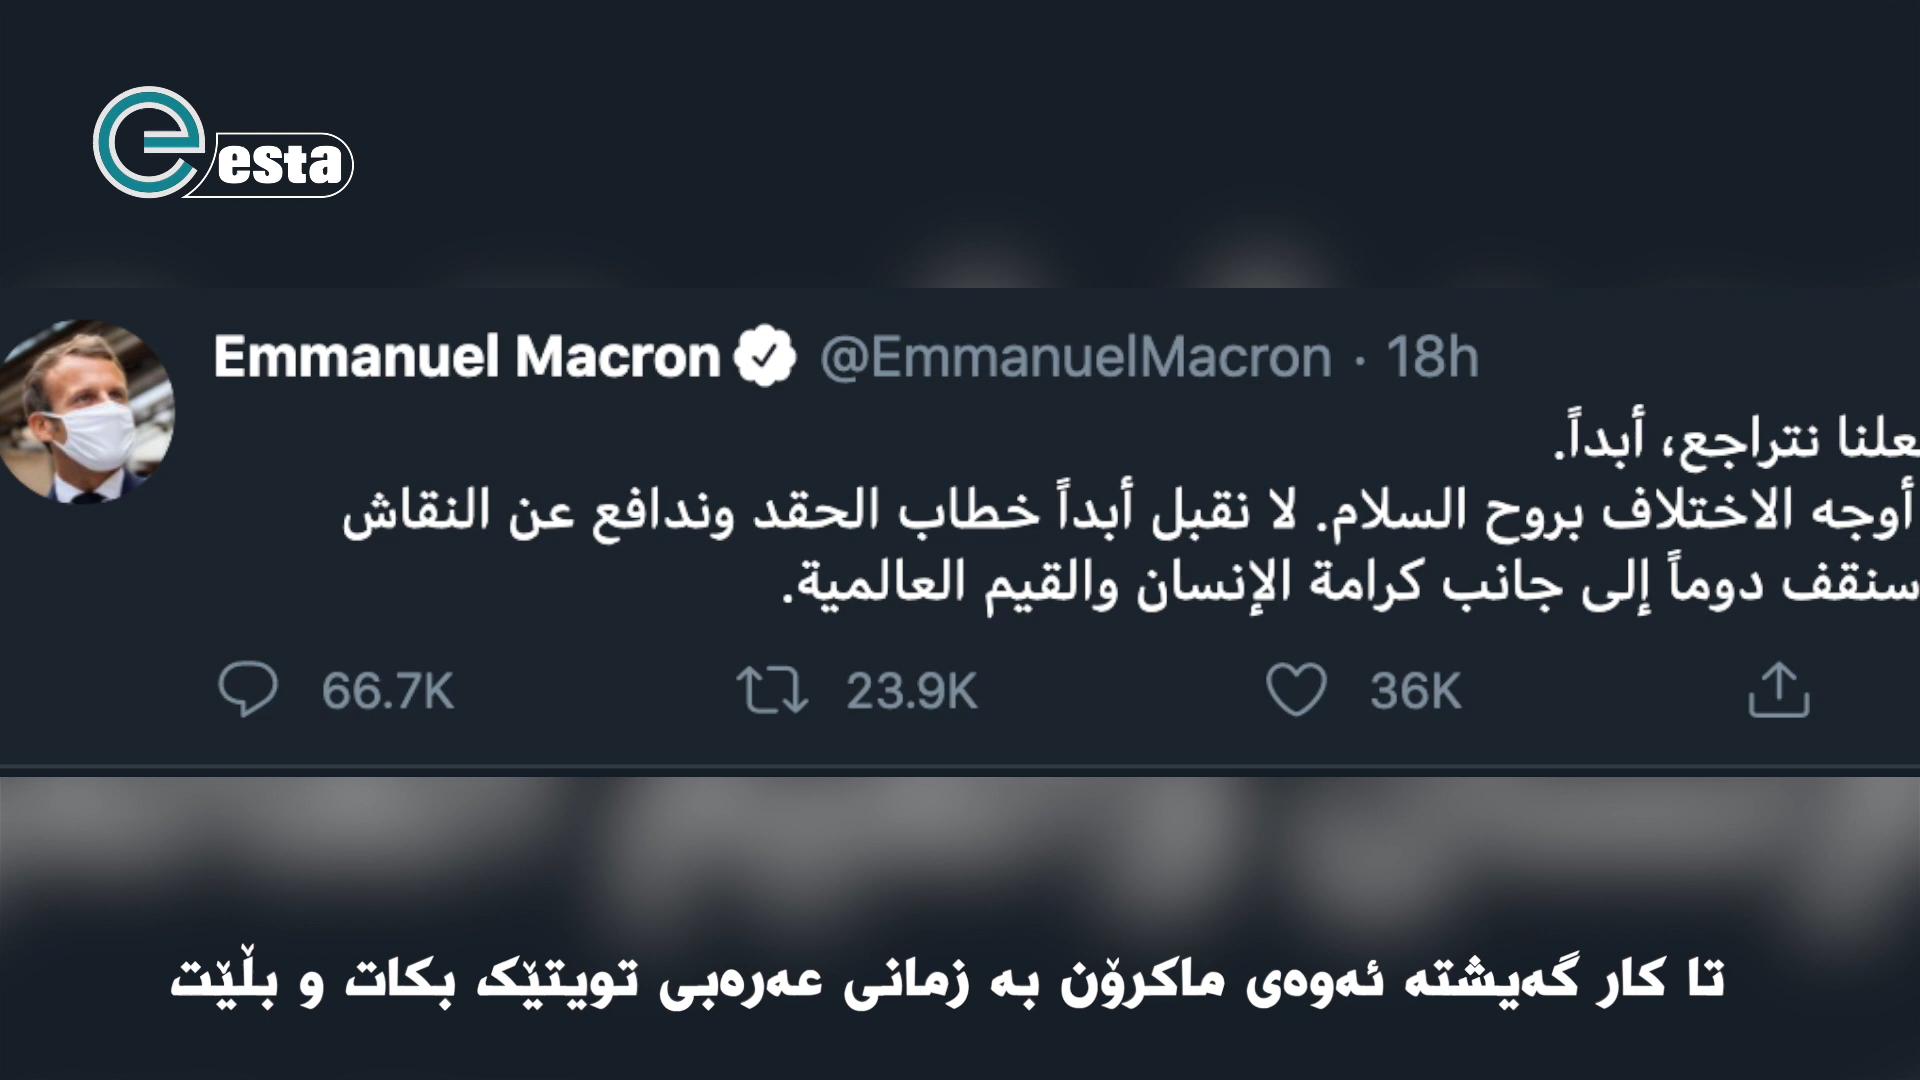 e esta
Emmanuel Macron @EmmanuelMacron · 18h
نتراجع، أبداً.
أوجه الاختلاف بروح السلام. لا نقبل أبداً خطاب الحقد وندافع عن النقاش
سنقف دوماً إلى جانب كرامة الإنسان والقيم العالمية.
66.7K 23.9K 36K
تا کار گەیشتە ئەوەی ماکرۆن بە زمانی عەرەبی تویتێک بکات و بڵێت